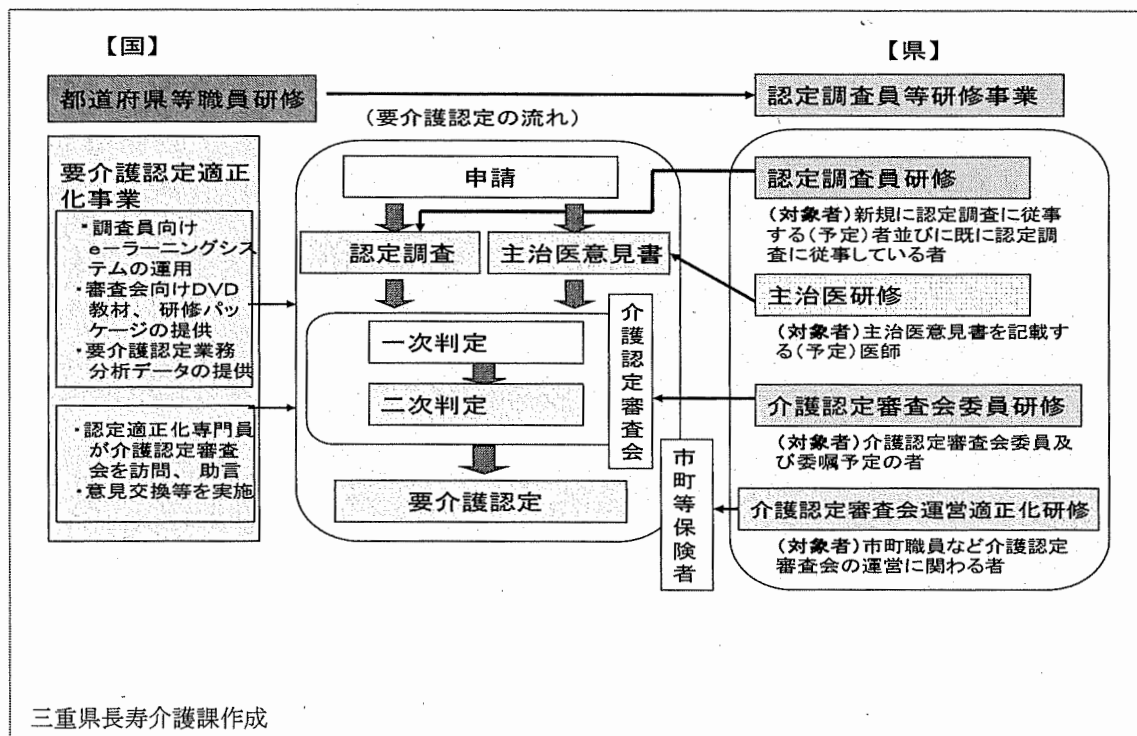 【国】
【県】
都道府県等職員研修
認定調査員等研修事業
(要介護認定の流れ)
要介護認定適正
化事業
・調査員向け
e-ラーニングシス
テムの運用
・審査会向けDVD
教材、研修パッ
ケージの提供
・要介護認定業務
分析データの提供
・認定適正化専門員
が介護認定審査
会を訪問、助言
・意見交換等を実施
申請
認定調査
主治医意見書
一次判定
二次判定
介護認定審査会
要介護認定
市町等保険者
認定調査員研修
(対象者)新規に認定調査に従事
する(予定)者並びに既に認定調
査に従事している者
主治医研修
(対象者)主治医意見書を記載す
る(予定)医師
介護認定審査会委員研修
(対象者)介護認定審査会委員及
び委嘱予定の者
介護認定審査会運営適正化研修
(対象者)市町職員など介護認定
審査会の運営に関わる者
三重県長寿介護課作成